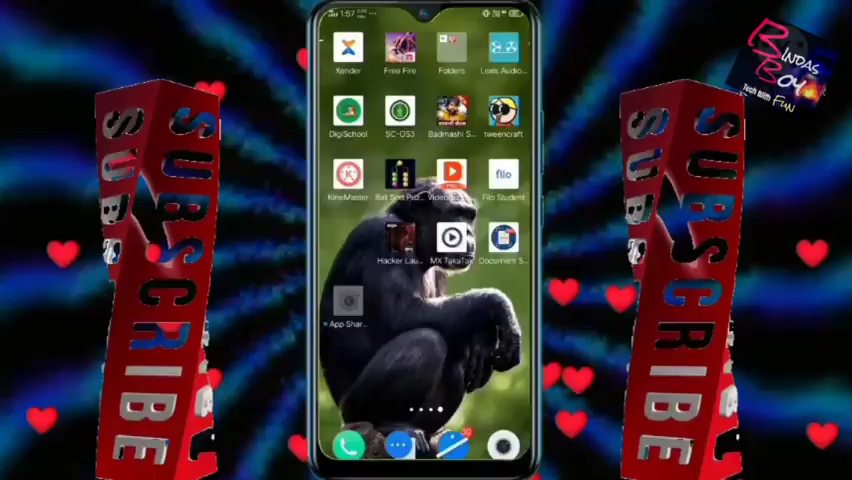 1:57
Xender
Free Fire
Folders
Lexis Audio...
DigiSchool
SC-OS3
Badmashi S...
tweencraft
KineMaster
Ball Sort Puz...
Filo Student
filo
Hacker Lau...
MX TakaTak
Document S...
App Shar...
30
SUBSCRIBE
SUBSCRIBE
BINDAS
BOY
Tech with Fun